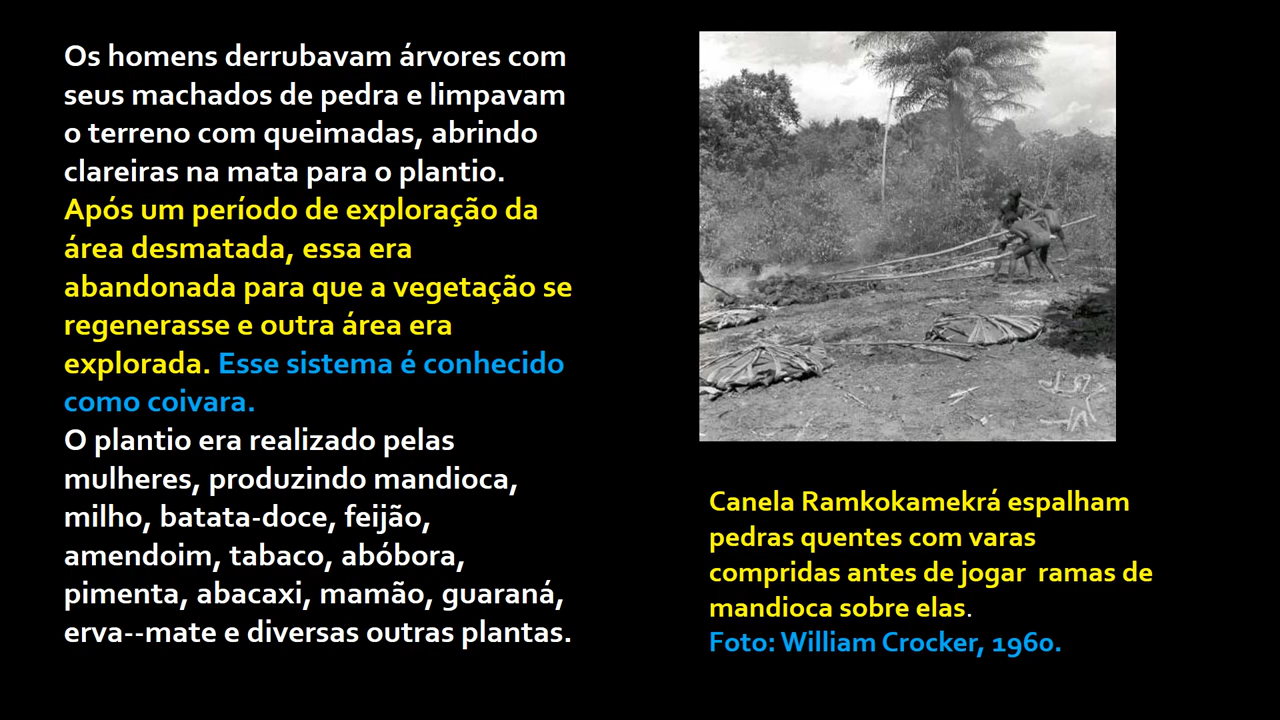 Os homens derrubavam árvores com
seus machados de pedra e limpavam
o terreno com queimadas, abrindo
clareiras na mata para o plantio.
Após um período de exploração da
área desmatada, essa era
abandonada para que a vegetação se
regenerasse e outra área era
explorada. Esse sistema é conhecido
como coivara.
O plantio era realizado pelas
mulheres, produzindo mandioca,
milho, batata-doce, feijão,
amendoim, tabaco, abóbora,
pimenta, abacaxi, mamão, guaraná,
erva--mate e diversas outras plantas.
Canela Ramkokamekrá espalham
pedras quentes com varas
compridas antes de jogar  ramas de
mandioca sobre elas.
Foto: William Crocker, 1960.